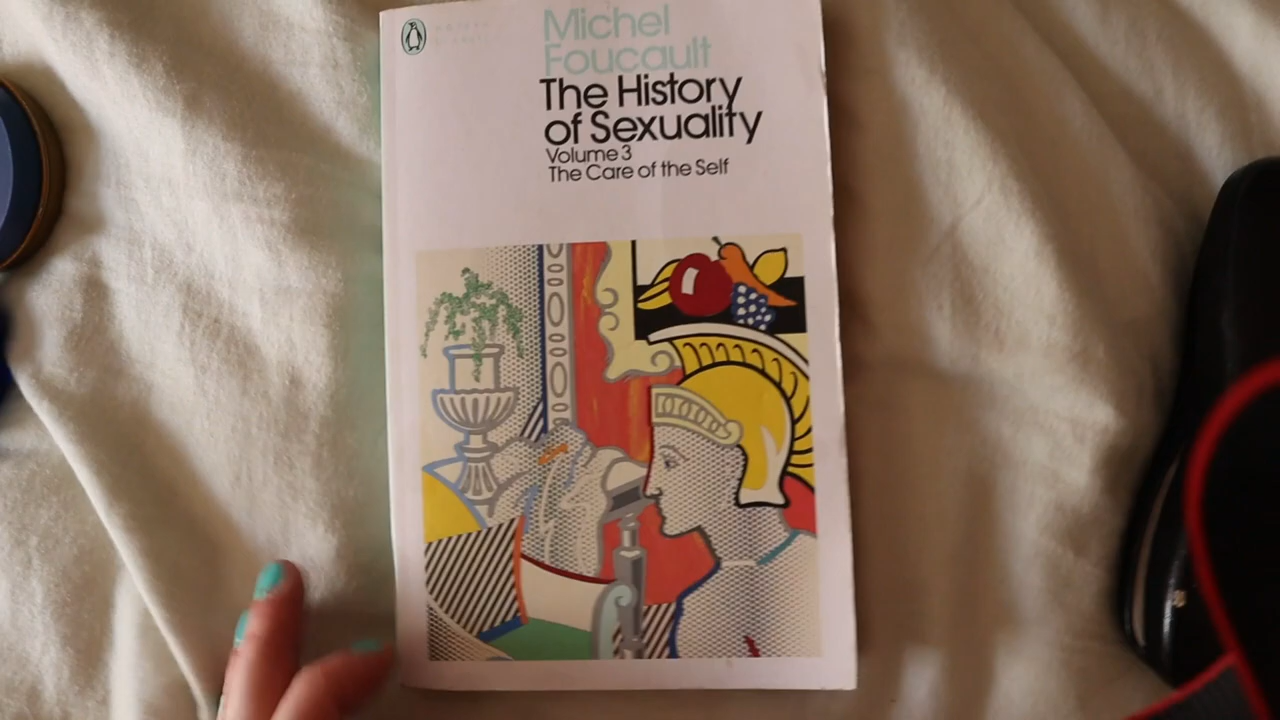 Michel
Foucault
The History
of Sexuality
Volume 3
The Care of the Self